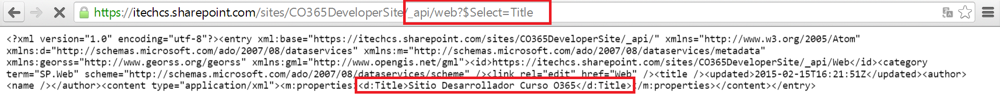 https://itechcs.sharepoint.com/sites/CO365DeveloperSite/_api/web?$Select=Title
<?xml version="1.0" encoding="utf-8"?><entry xml:base="https://itechcs.sharepoint.com/sites/CO365DeveloperSite/_api/" xmlns="http://www.w3.org/2005/Atom"
xmlns:d="http://schemas.microsoft.com/ado/2007/08/dataservices" xmlns:m="http://schemas.microsoft.com/ado/2007/08/dataservices/metadata"
xmlns:georss="http://www.georss.org/georss" xmlns:gml="http://www.opengis.net/gml"><id>https://itechcs.sharepoint.com/sites/CO365DeveloperSite/_api/Web</id><category
term="SP.Web" scheme="http://schemas.microsoft.com/ado/2007/08/dataservices/scheme" /><link rel="edit" href="Web" /><title /><updated>2015-02-15T16:21:51Z</updated><author>
<name /></author><content type="application/xml"><m:properties><d:Title>Sitio Desarrollador Curso O365</d:Title></m:properties></content></entry>